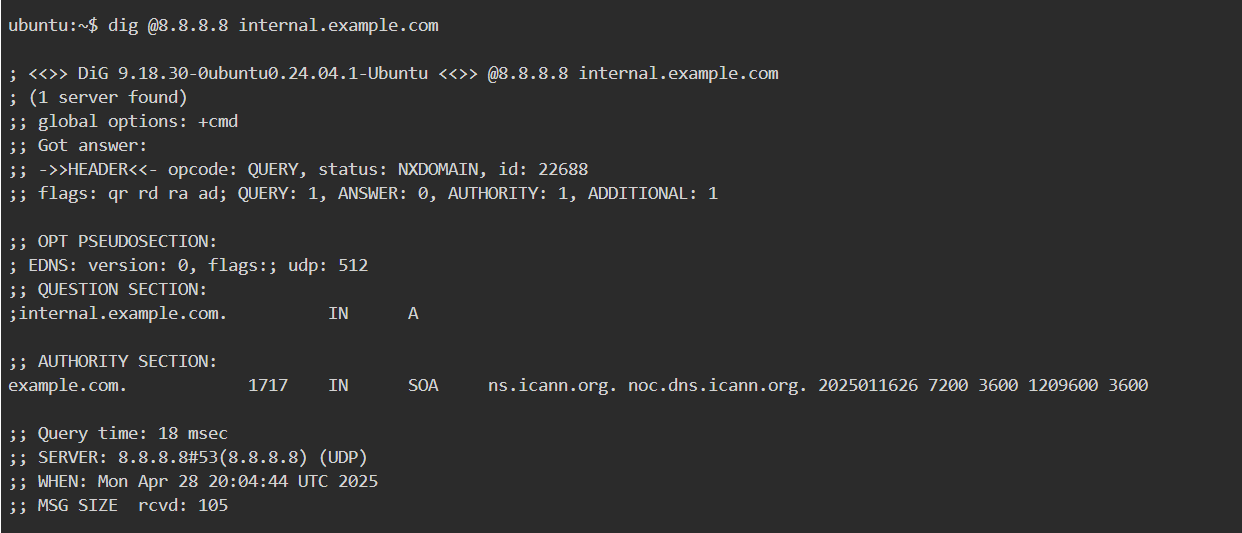 ubuntu:~$ dig @8.8.8.8 internal.example.com
; <<>> DiG 9.18.30-0ubuntu0.24.04.1-Ubuntu <<>> @8.8.8.8 internal.example.com
; (1 server found)
;; global options: +cmd
;; Got answer:
;; ->>HEADER<<- opcode: QUERY, status: NXDOMAIN, id: 22688
;; flags: qr rd ra ad; QUERY: 1, ANSWER: 0, AUTHORITY: 1, ADDITIONAL: 1
;; OPT PSEUDOSECTION:
; EDNS: version: 0, flags:; udp: 512
;; QUESTION SECTION:
;internal.example.com. IN A
;; AUTHORITY SECTION:
example.com. 1717 IN SOA ns.icann.org. noc.dns.icann.org. 2025011626 7200 3600 1209600 3600
;; Query time: 18 msec
;; SERVER: 8.8.8.8#53(8.8.8.8) (UDP)
;; WHEN: Mon Apr 28 20:04:44 UTC 2025
;; MSG SIZE rcvd: 105